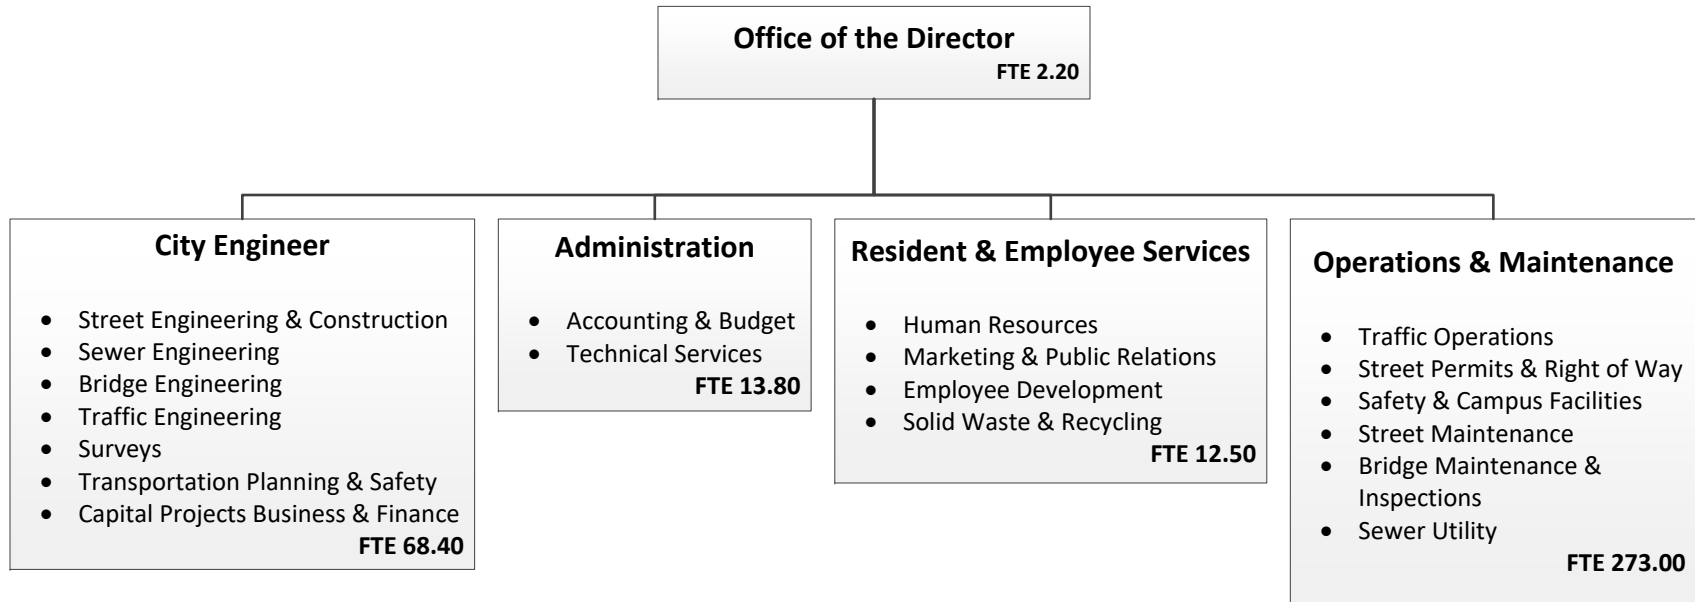 Office of the Director
FTE 2.20
City Engineer
• Street Engineering & Construction
• Sewer Engineering
• Bridge Engineering
• Traffic Engineering
• Surveys
• Transportation Planning & Safety
• Capital Projects Business & Finance
FTE 68.40
Administration
• Accounting & Budget
• Technical Services
FTE 13.80
Resident & Employee Services
• Human Resources
• Marketing & Public Relations
• Employee Development
• Solid Waste & Recycling
FTE 12.50
Operations & Maintenance
• Traffic Operations
• Street Permits & Right of Way
• Safety & Campus Facilities
• Street Maintenance
• Bridge Maintenance &
Inspections
• Sewer Utility
FTE 273.00